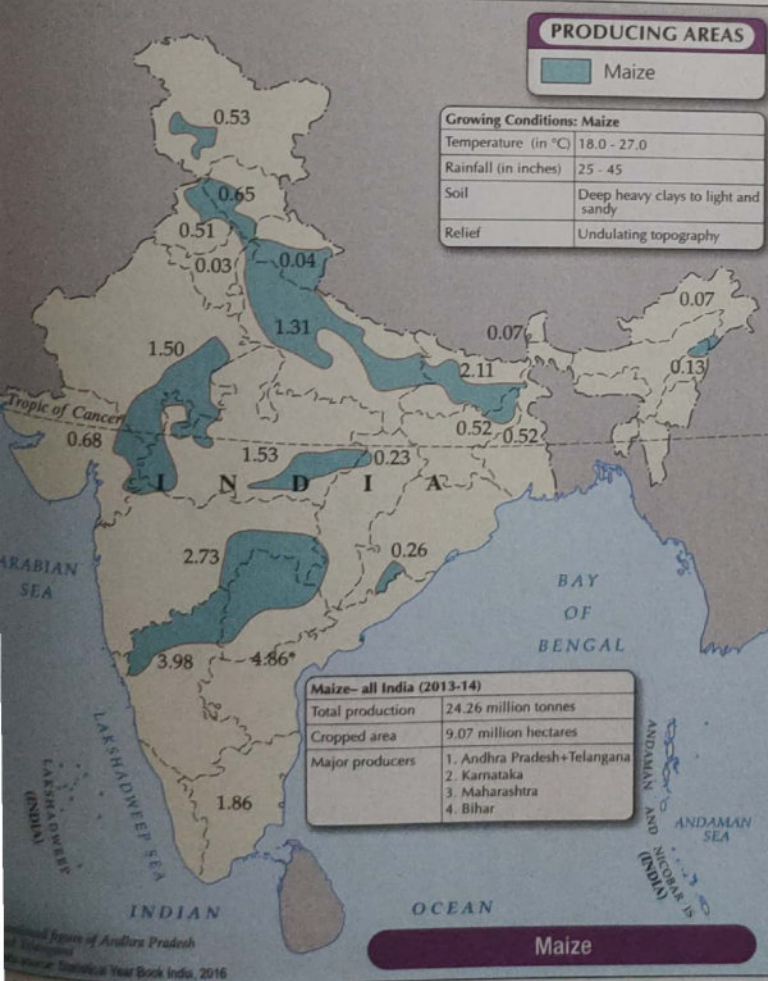 PRODUCING AREAS
Maize
Growing Conditions: Maize
Temperature (in °C) 18.0 - 27.0
Rainfall (in inches) 25 - 45
Soil Deep heavy clays to light and
sandy
Relief Undulating topography
0.53
0.65
0.51
0.03
0.04
0.07
1.31
0.07
1.50
2.11
0.13
Tropic of Cancer
0.68
0.52
0.52
1.53
0.23
I N D I A
2.73
0.26
ARABIAN
SEA
BAY
OF
BENGAL
3.98
4.86*
Maize– all India (2013-14)
Total production 24.26 million tonnes
Cropped area 9.07 million hectares
Major producers 1. Andhra Pradesh+Telangana
2. Karnataka
3. Maharashtra
4. Bihar
LAKSHADWEEP SEA
LAKSHADWEEP
(INDIA)
1.86
ANDAMAN AND NICOBAR IS
(INDIA)
ANDAMAN
SEA
INDIAN OCEAN
figure of Andhra Pradesh
Telangana
Statistical Year Book India, 2016
Maize